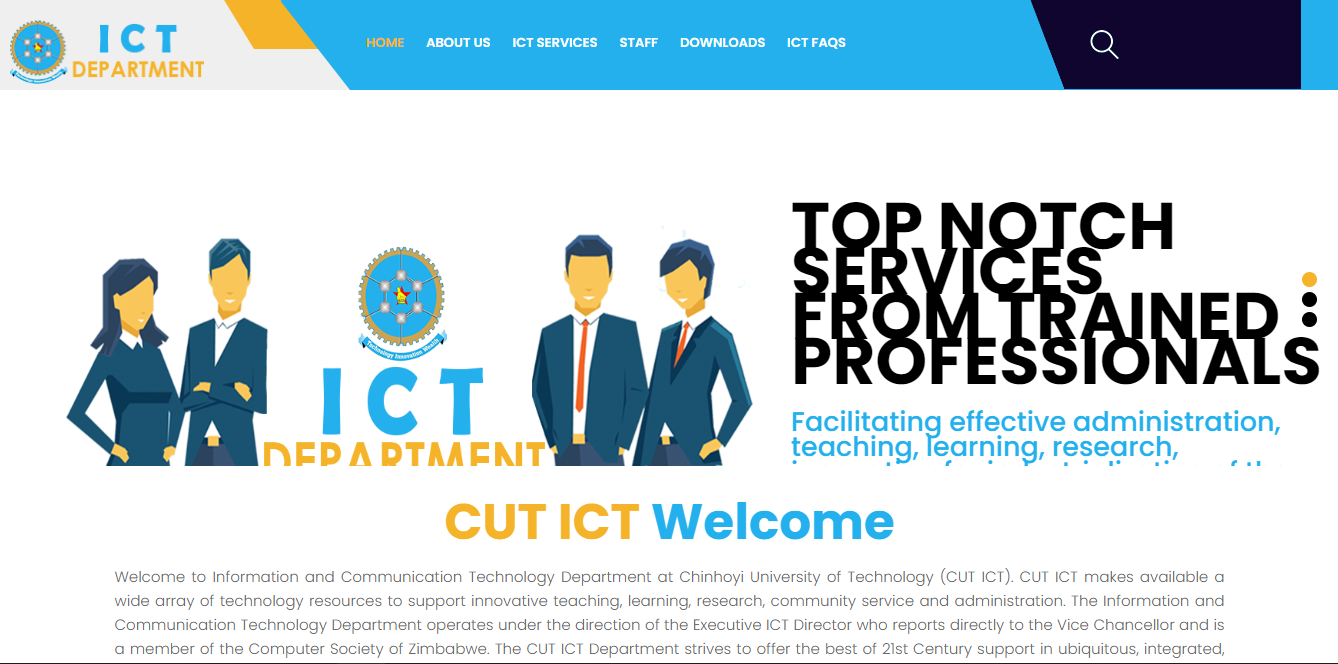 ICT
DEPARTMENT
HOME
ABOUT US
ICT SERVICES
STAFF
DOWNLOADS
ICT FAQS
TOP NOTCH
SERVICES
FROM TRAINED
PROFESSIONALS
Facilitating effective administration,
teaching, learning, research,
Technology Innovation Wealth
ICT
DEPARTMENT
CUT ICT Welcome
Welcome to Information and Communication Technology Department at Chinhoyi University of Technology (CUT ICT). CUT ICT makes available a
wide array of technology resources to support innovative teaching, learning, research, community service and administration. The Information and
Communication Technology Department operates under the direction of the Executive ICT Director who reports directly to the Vice Chancellor and is
a member of the Computer Society of Zimbabwe. The CUT ICT Department strives to offer the best of 21st Century support in ubiquitous, integrated,